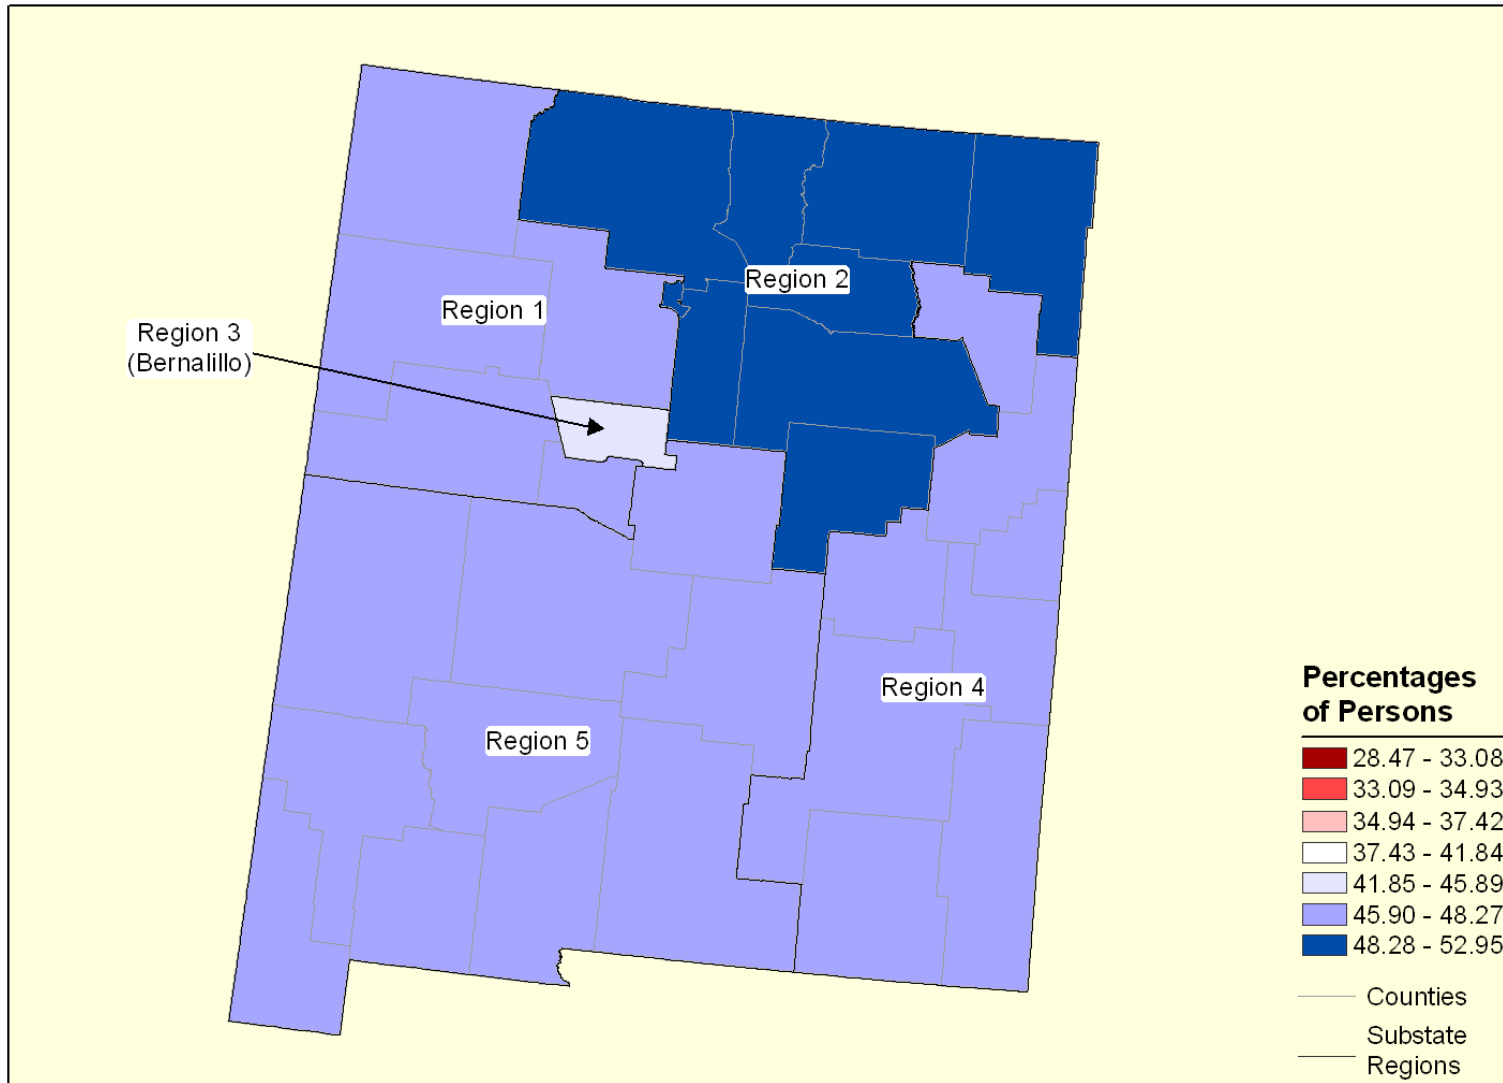 Region 2
Region 1
Region 3
(Bernalillo)
Region 4
Region 5
Percentages
of Persons
28.47 - 33.08
33.09 - 34.93
34.94 - 37.42
37.43 - 41.84
41.85 - 45.89
45.90 - 48.27
48.28 - 52.95
Counties
Substate
Regions